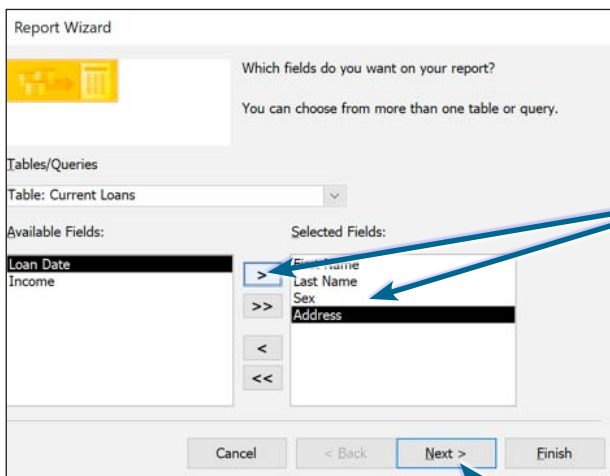 Report Wizard
Which fields do you want on your report?
You can choose from more than one table or query.
Tables/Queries
Table: Current Loans
Available Fields:
Selected Fields:
Loan Date
Income
>
>>
<
<<
First Name
Last Name
Sex
Address
Cancel
< Back
Next >
Finish